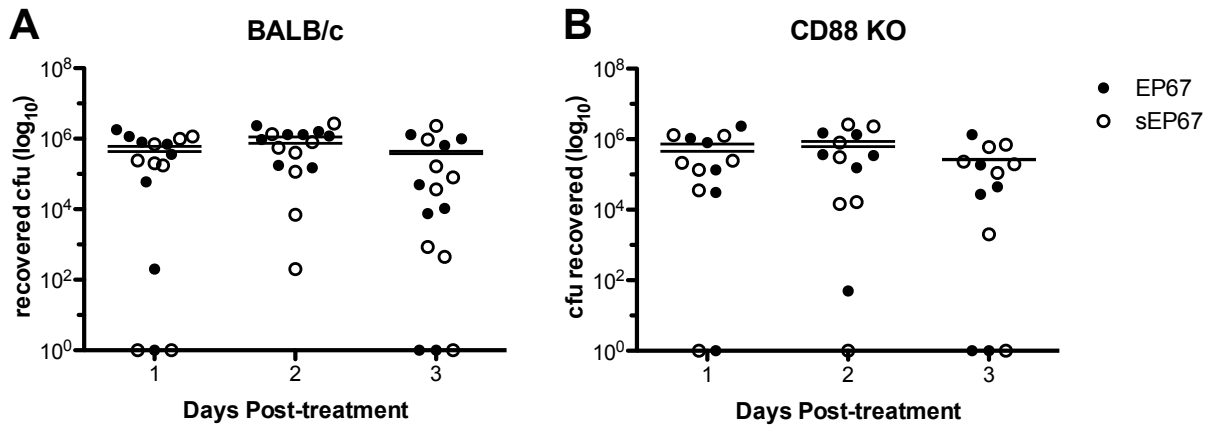 A
BALB/c
recovered cfu (log10)
10^8
10^6
10^4
10^2
10^0
1 2 3
Days Post-treatment
B
CD88 KO
cfu recovered (log10)
10^8
10^6
10^4
10^2
10^0
1 2 3
Days Post-treatment
EP67
sEP67